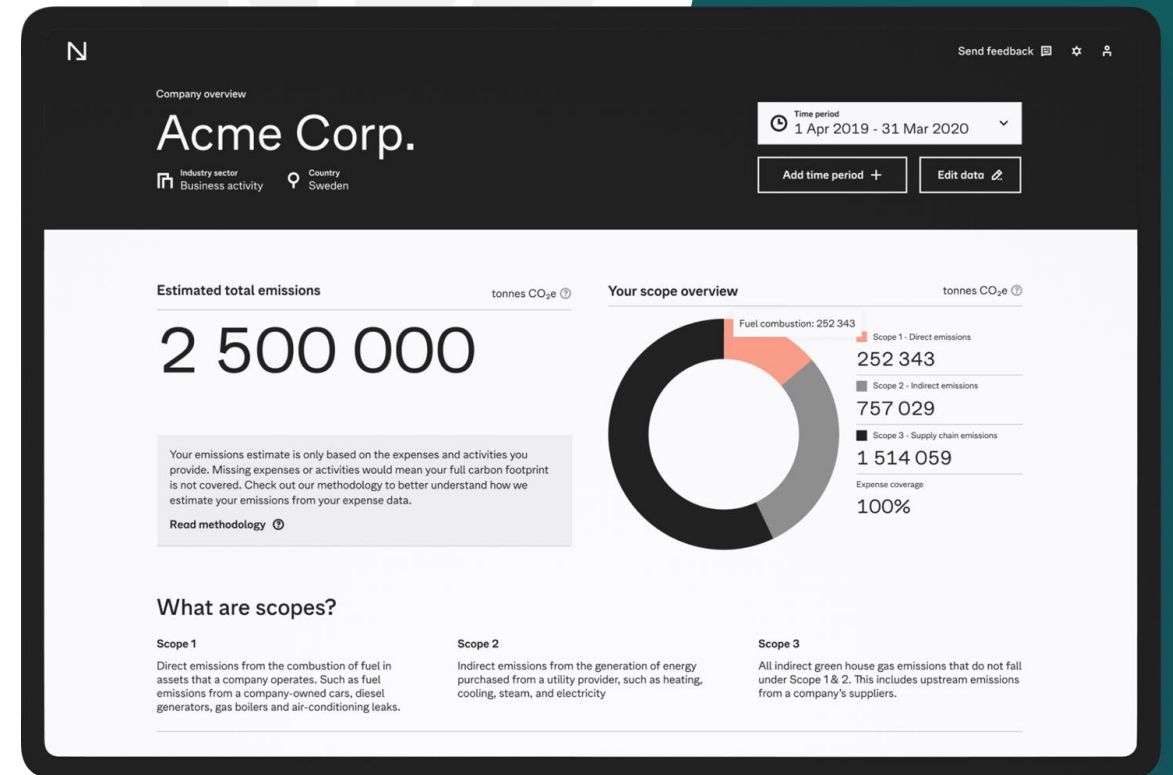 Send feedback
Company overview
Acme Corp.
Industry sector
Business activity
Country
Sweden
Time period
1 Apr 2019 - 31 Mar 2020
Add time period +
Edit data
Estimated total emissions
tonnes CO₂e
2 500 000
Your emissions estimate is only based on the expenses and activities you
provide. Missing expenses or activities would mean your full carbon footprint
is not covered. Check out our methodology to better understand how we
estimate your emissions from your expense data.
Read methodology
Your scope overview
tonnes CO₂e
Fuel combustion: 252 343
Scope 1 - Direct emissions
252 343
Scope 2 - Indirect emissions
757 029
Scope 3 - Supply chain emissions
1 514 059
Expense coverage
100%
What are scopes?
Scope 1
Direct emissions from the combustion of fuel in
assets that a company operates. Such as fuel
emissions from a company-owned cars, diesel
generators, gas boilers and air-conditioning leaks.
Scope 2
Indirect emissions from the generation of energy
purchased from a utility provider, such as heating,
cooling, steam, and electricity
Scope 3
All indirect green house gas emissions that do not fall
under Scope 1 & 2. This includes upstream emissions
from a company's suppliers.